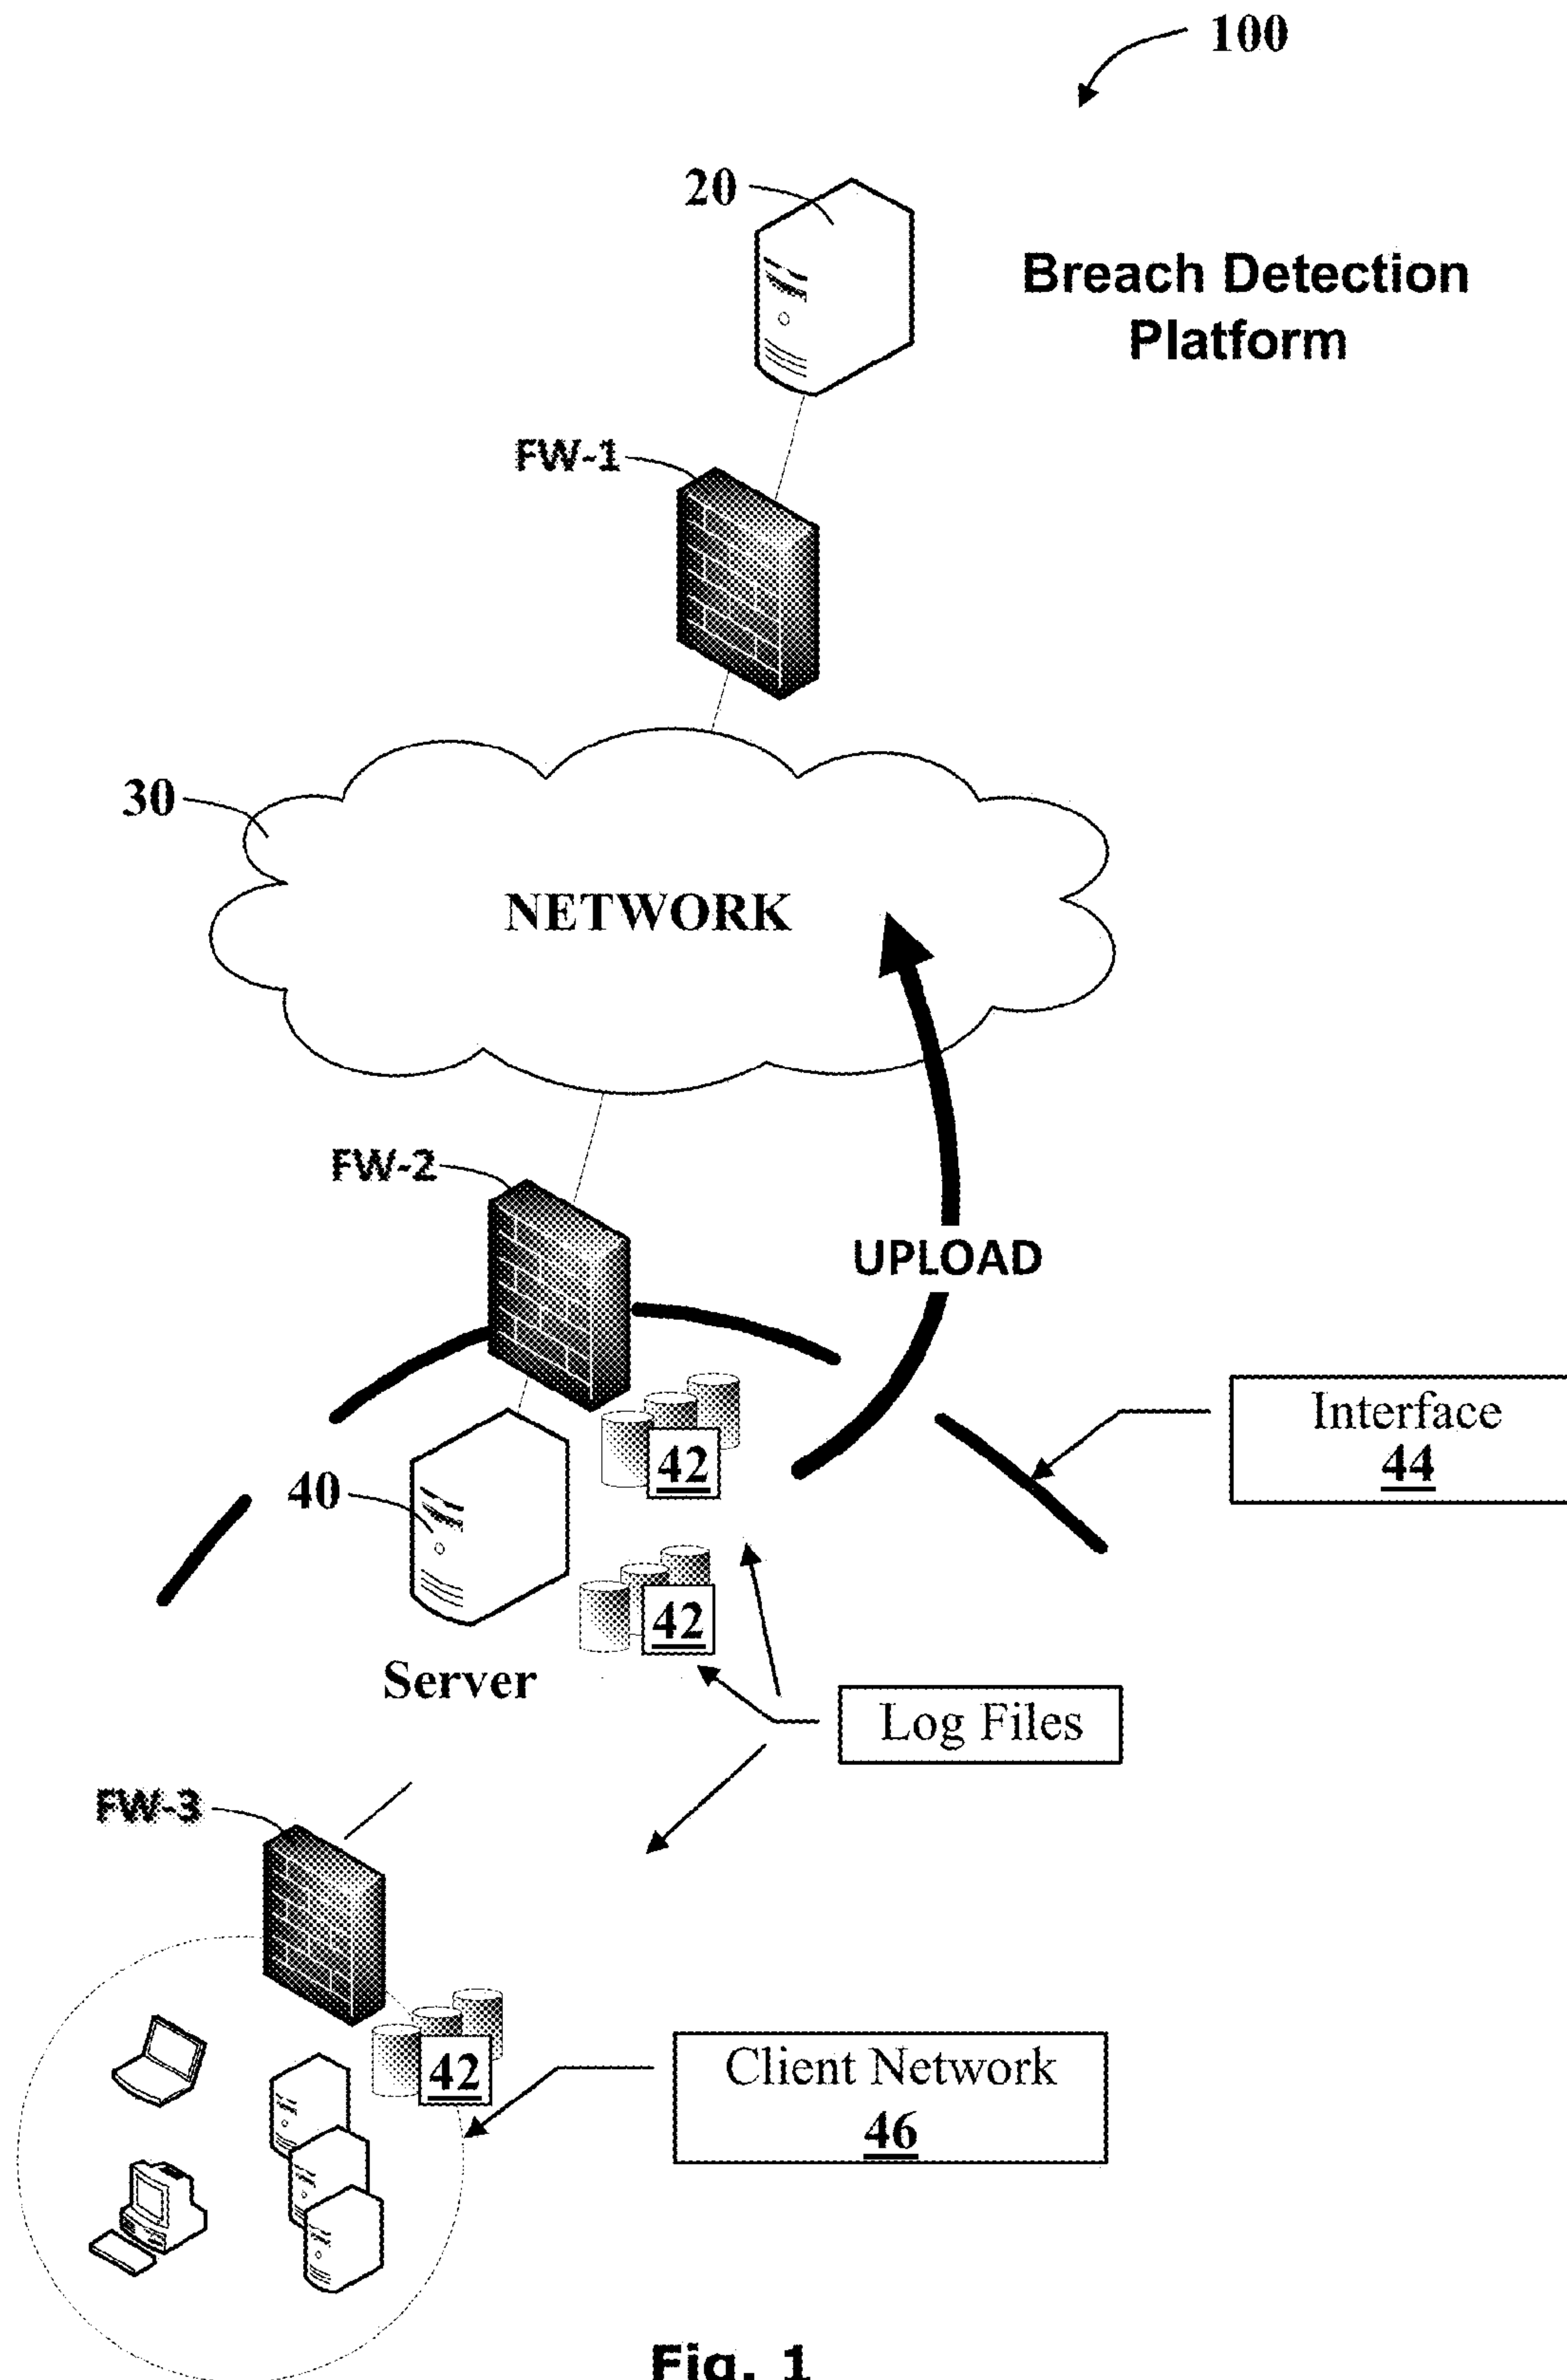 100
20
Breach Detection
Platform
FW-1
30
NETWORK
FW-2
UPLOAD
Interface
44
42
40
42
Server
Log Files
FW-3
42
Client Network
46
Fig. 1